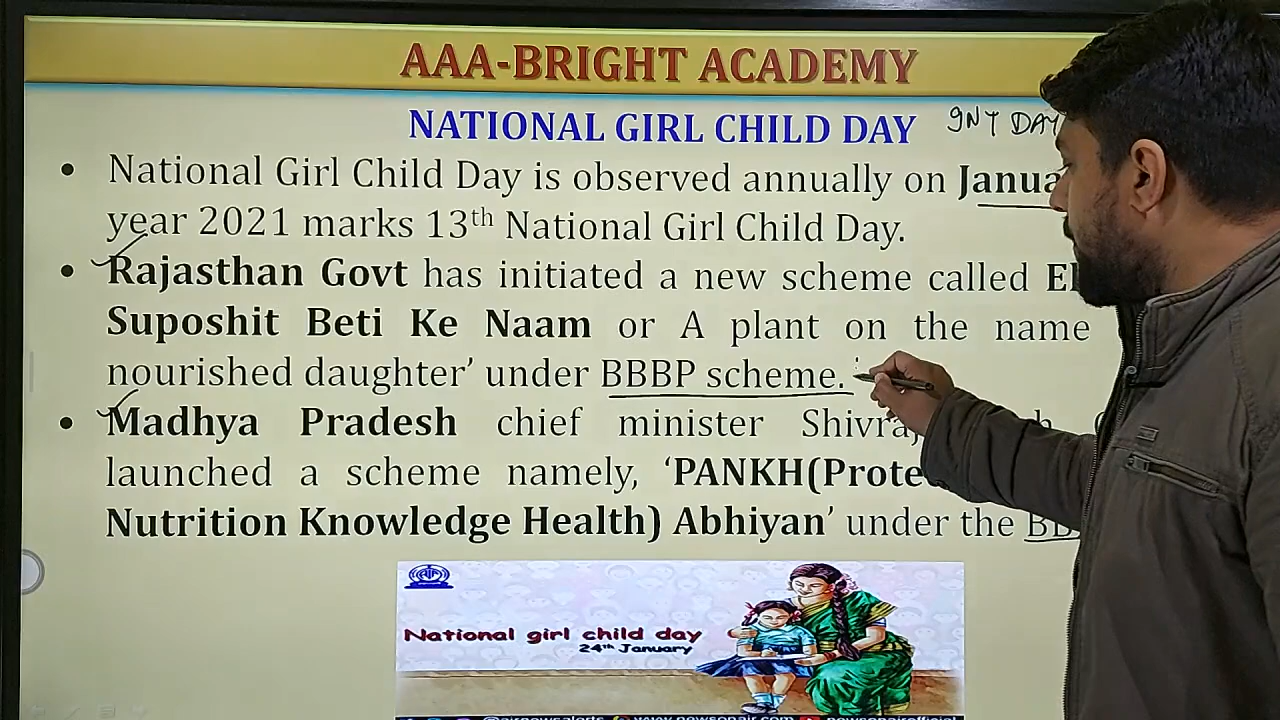 AAA-BRIGHT ACADEMY
NATIONAL GIRL CHILD DAY
DAY
• National Girl Child Day is observed annually on
year 2021 marks 13th National Girl Child Day.
• Rajasthan Govt has initiated a new scheme called
Suposhit Beti Ke Naam or A plant on the name
nourished daughter’ under BBBP scheme.
• Madhya Pradesh chief minister
launched a scheme namely, ‘PANKH(Prote
Nutrition Knowledge Health) Abhiyan’ under the
National girl child day
24th January